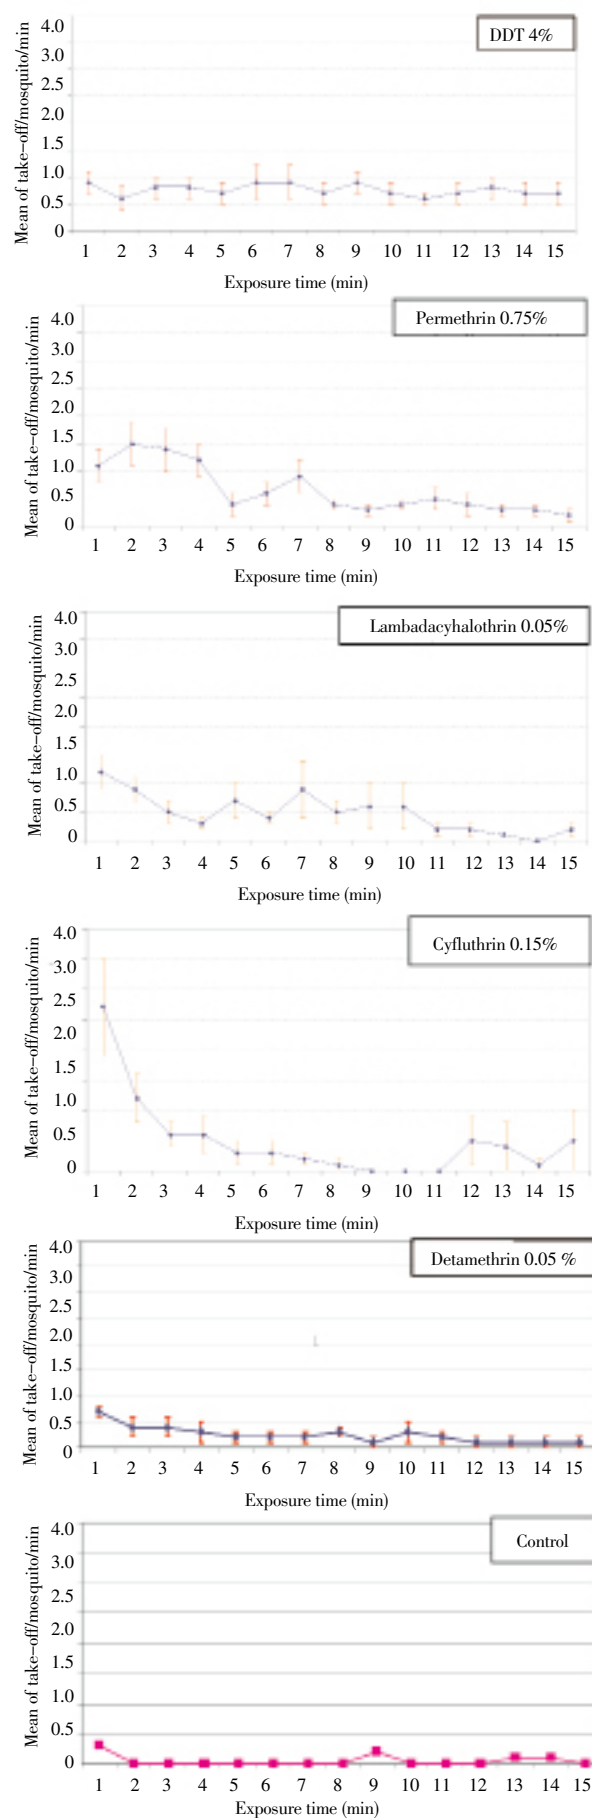 DDT 4%
Mean of take-off/mosquito/min
4.0
3.0
2.5
2.0
1.5
1.0
0.5
0
1 2 3 4 5 6 7 8 9 10 11 12 13 14 15
Exposure time (min)
Permethrin 0.75%
Mean of take-off/mosquito/min
4.0
3.0
2.5
2.0
1.5
1.0
0.5
0
1 2 3 4 5 6 7 8 9 10 11 12 13 14 15
Exposure time (min)
Lambadacyhalothrin 0.05%
Mean of take-off/mosquito/min
4.0
3.0
2.5
2.0
1.5
1.0
0.5
0
1 2 3 4 5 6 7 8 9 10 11 12 13 14 15
Exposure time (min)
Cyfluthrin 0.15%
Mean of take-off/mosquito/min
4.0
3.0
2.5
2.0
1.5
1.0
0.5
0
1 2 3 4 5 6 7 8 9 10 11 12 13 14 15
Exposure time (min)
Detamethrin 0.05 %
Mean of take-off/mosquito/min
4.0
3.0
2.5
2.0
1.5
1.0
0.5
0
1 2 3 4 5 6 7 8 9 10 11 12 13 14 15
Exposure time (min)
Control
Mean of take-off/mosquito/min
4.0
3.0
2.5
2.0
1.5
1.0
0.5
0
1 2 3 4 5 6 7 8 9 10 11 12 13 14 15
Exposure time (min)